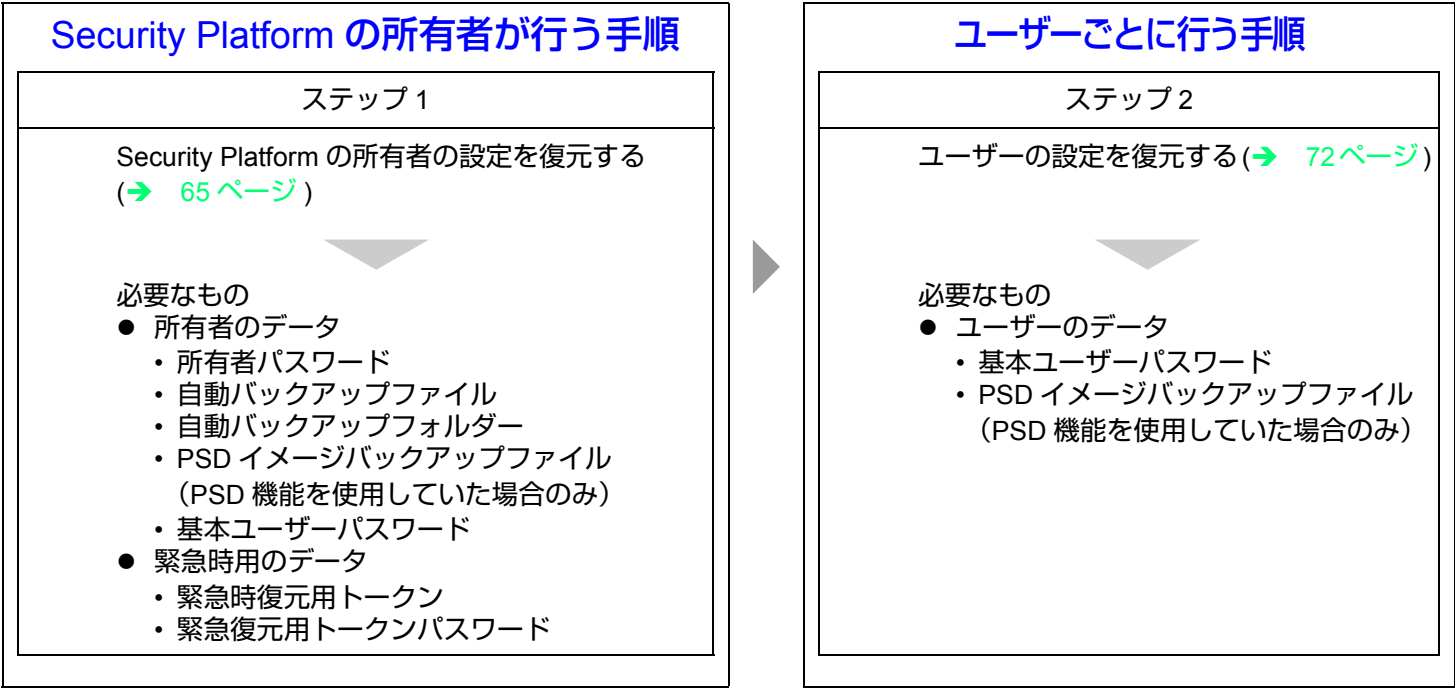 Security Platform の所有者が行う手順
ステップ 1
Security Platform の所有者の設定を復元する
(➔ 65 ページ )
必要なもの
● 所有者のデータ
・所有者パスワード
・自動バックアップファイル
・自動バックアップフォルダー
・PSD イメージバックアップファイル
（PSD 機能を使用していた場合のみ）
・基本ユーザーパスワード
● 緊急時用のデータ
・緊急時復元用トークン
・緊急復元用トークンパスワード
ユーザーごとに行う手順
ステップ 2
ユーザーの設定を復元する (➔ 72 ページ )
必要なもの
● ユーザーのデータ
・基本ユーザーパスワード
・PSD イメージバックアップファイル
（PSD 機能を使用していた場合のみ）